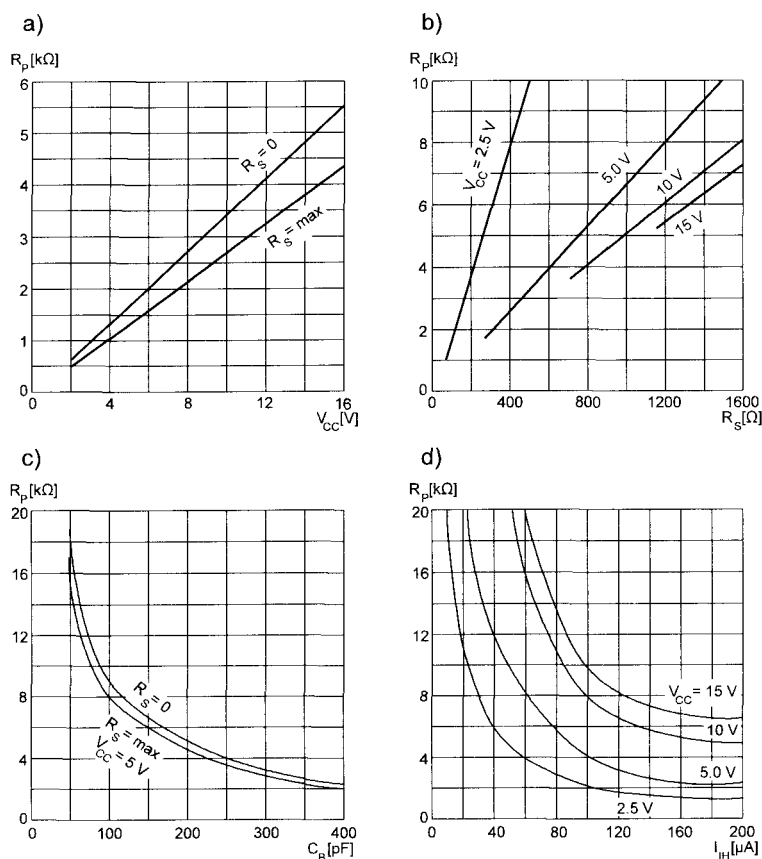 a)
R_P[kΩ]
6
5
4
3
2
1
0
0 4 8 12 16
V_CC[V]
R_S = 0
R_S = max
b)
R_P[kΩ]
10
8
6
4
2
0
0 400 800 1200 1600
R_S[Ω]
V_CC = 2.5 V
5.0 V
10 V
15 V
c)
R_P[kΩ]
20
16
12
8
4
0
0 100 200 300 400
C_B[pF]
R_S = 0
R_S = max
V_CC = 5 V
d)
R_P[kΩ]
20
16
12
8
4
0
0 40 80 120 160 200
I_IH[µA]
V_CC = 15 V
10 V
5.0 V
2.5 V